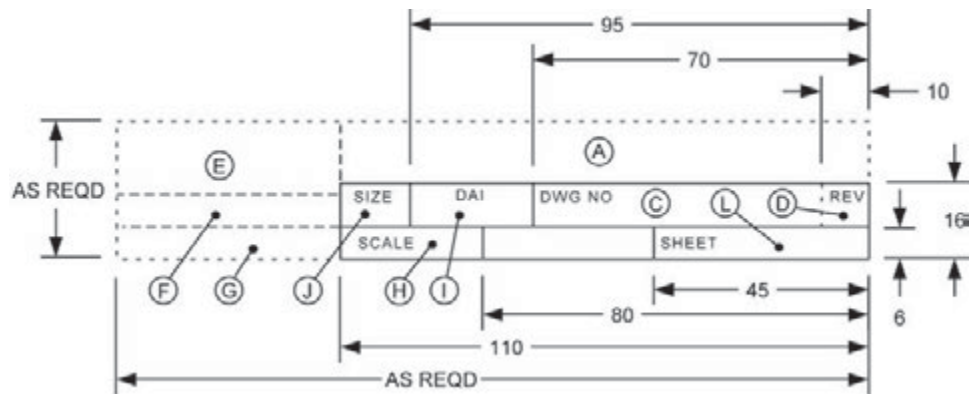 95
70
10
E
A
AS REQD
SIZE DAI DWG NO C L D REV
16
SCALE SHEET
F G J H I 45
80 6
110
AS REQD